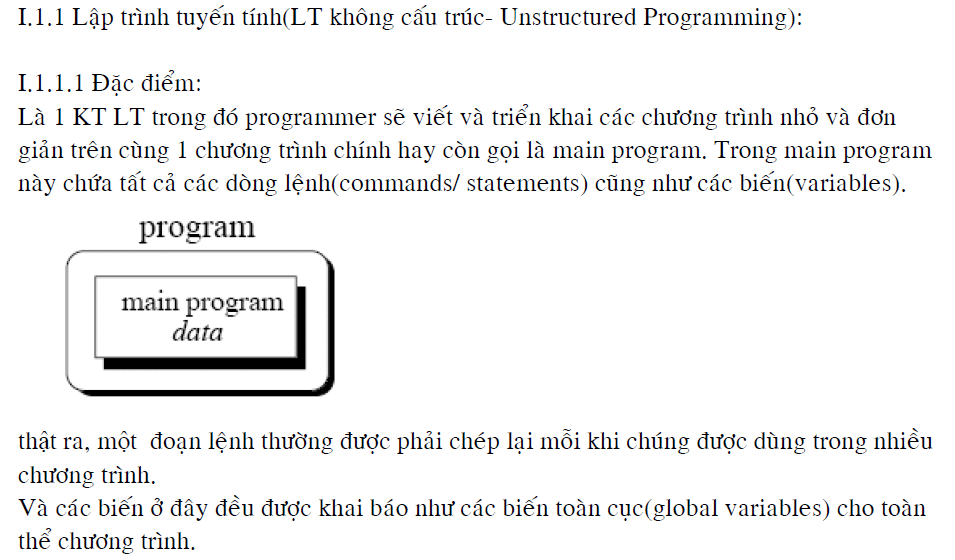 I.1.1 Lập trình tuyến tính(LT không cấu trúc- Unstructured Programming):
I.1.1.1 Đặc điểm:
Là 1 KT LT trong đó programmer sẽ viết và triển khai các chương trình nhỏ và đơn
giản trên cùng 1 chương trình chính hay còn gọi là main program. Trong main program
này chứa tất cả các dòng lệnh(commands/ statements) cũng như các biến(variables).
program
main program
data
thật ra, một  đoạn lệnh thường được phải chép lại mỗi khi chúng được dùng trong nhiều
chương trình.
Và các biến ở đây đều được khai báo như các biến toàn cục(global variables) cho toàn
thể chương trình.